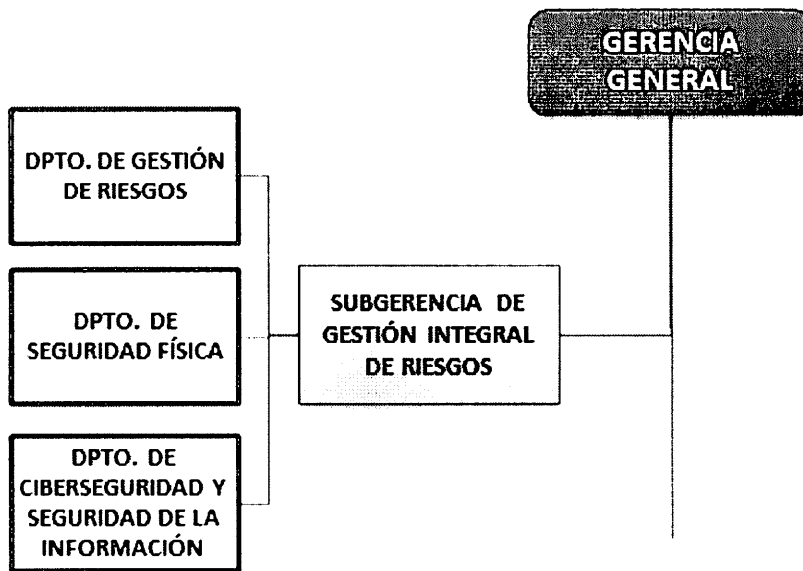 GERENCIA
GENERAL
DPTO. DE GESTIÓN
DE RIESGOS
DPTO. DE
SEGURIDAD FÍSICA
SUBGERENCIA DE
GESTIÓN INTEGRAL
DE RIESGOS
DPTO. DE
CIBERSEGURIDAD Y
SEGURIDAD DE LA
INFORMACIÓN